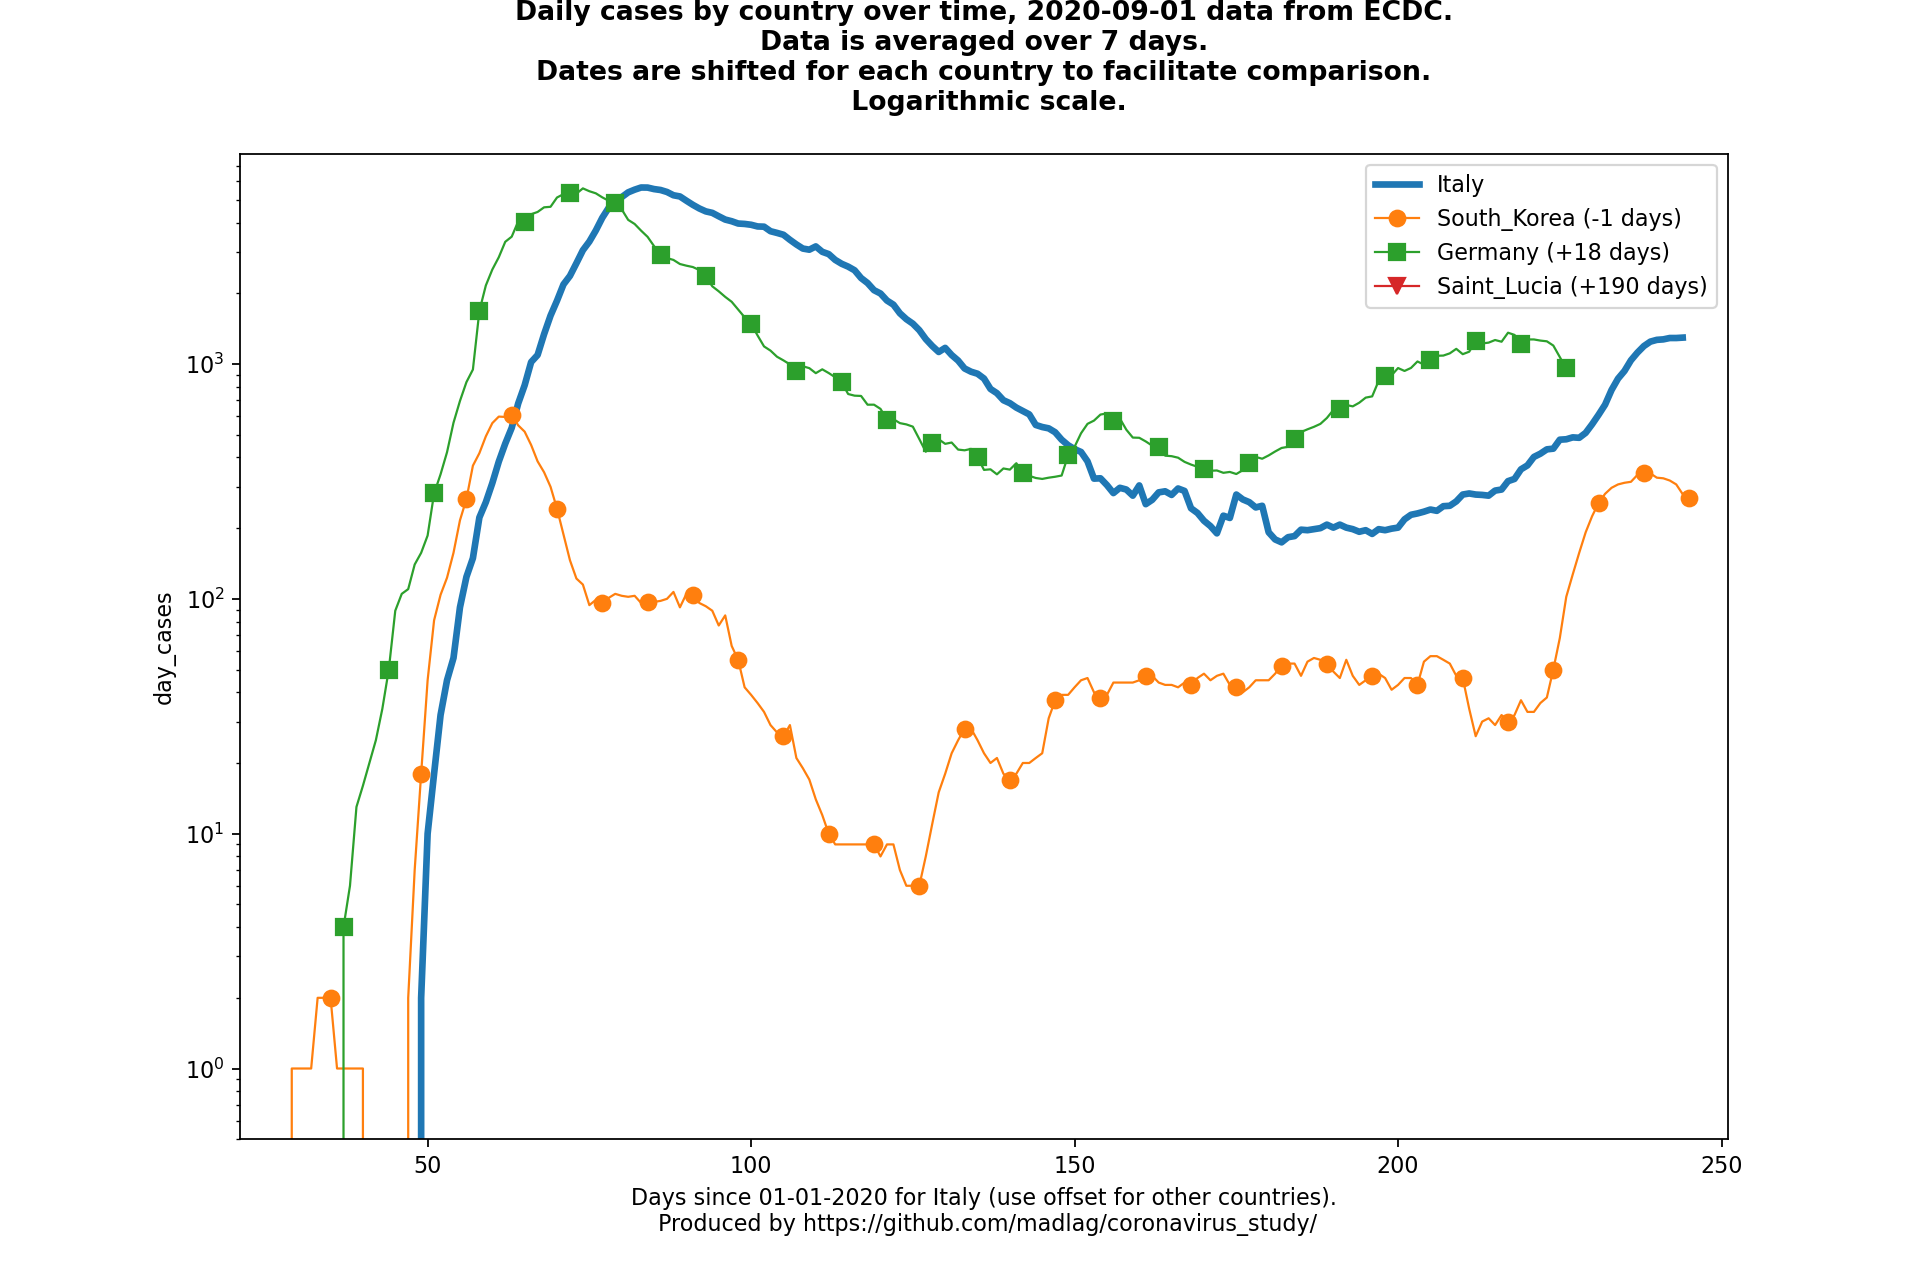 Daily cases by country over time, 2020-09-01 data from ECDC.
Data is averaged over 7 days.
Dates are shifted for each country to facilitate comparison.
Logarithmic scale.
Italy
South_Korea (-1 days)
Germany (+18 days)
Saint_Lucia (+190 days)
day_cases
10³
10²
10¹
10⁰
50 100 150 200 250
Days since 01-01-2020 for Italy (use offset for other countries).
Produced by https://github.com/madlag/coronavirus_study/